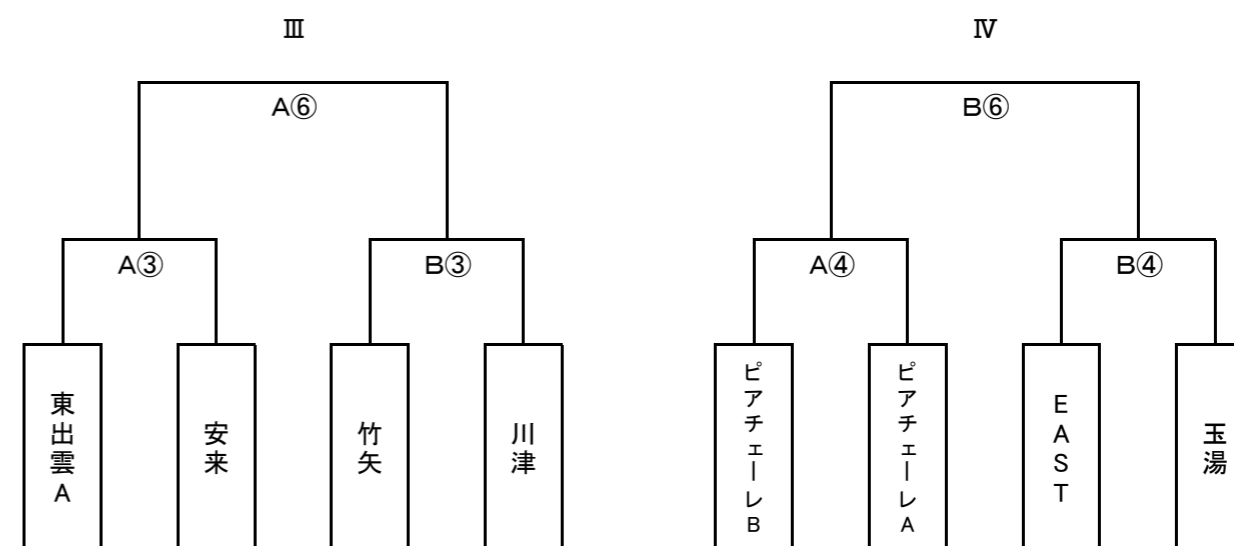 Ⅲ
Ⅳ
A⑥
B⑥
A③
B③
A④
B④
東出雲A
安来
竹矢
川津
ピアチェーレB
ピアチェーレA
EAST
玉湯